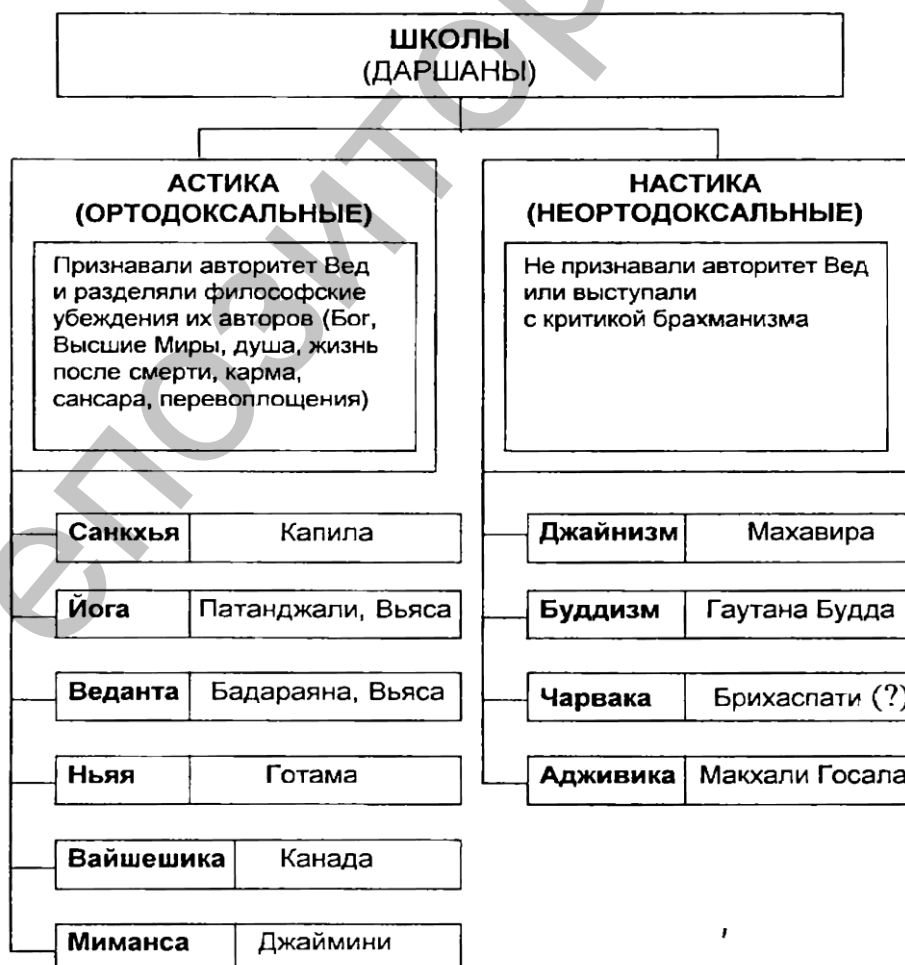 ШКОЛЫ
(ДАРШАНЫ)
АСТИКА
(ОРТОДОКСАЛЬНЫЕ)
Признавали авторитет Вед
и разделяли философские
убеждения их авторов (Бог,
Высшие Миры, душа, жизнь
после смерти, карма,
сансара, перевоплощения)
Санкхья Капила
Йога Патанджали, Вьяса
Веданта Бадараяна, Вьяса
Ньяя Готама
Вайшешика Канада
Миманса Джаймини
НАСТИКА
(НЕОРТОДОКСАЛЬНЫЕ)
Не признавали авторитет Вед
или выступали
с критикой брахманизма
Джайнизм Махавира
Буддизм Гаутана Будда
Чарвака Брихаспати (?)
Адживика Макхали Госала
епозитор